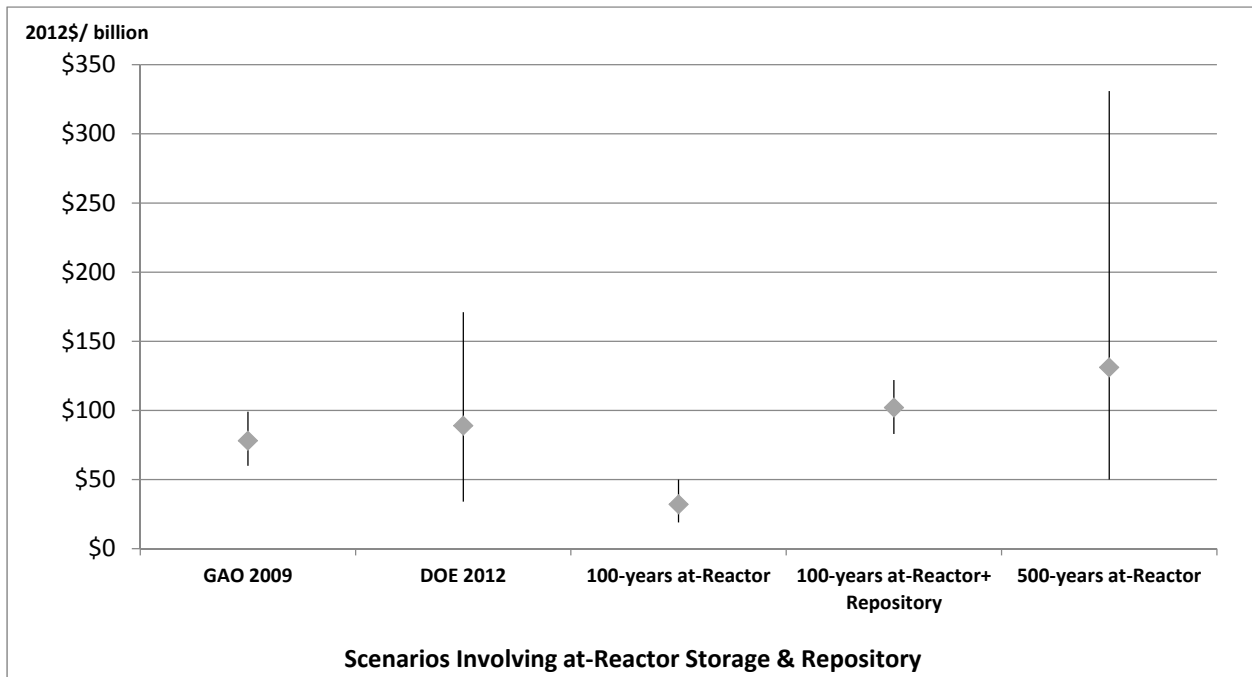 2012$/ billion
$350
$300
$250
$200
$150
$100
$50
$0
GAO 2009
DOE 2012
100-years at-Reactor
100-years at-Reactor+
Repository
500-years at-Reactor
Scenarios Involving at-Reactor Storage & Repository